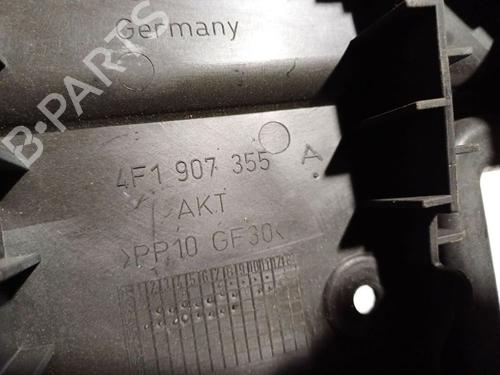 Germany
B-PARTS
4F1 907 355 A
AKT
>PP10 GF30<